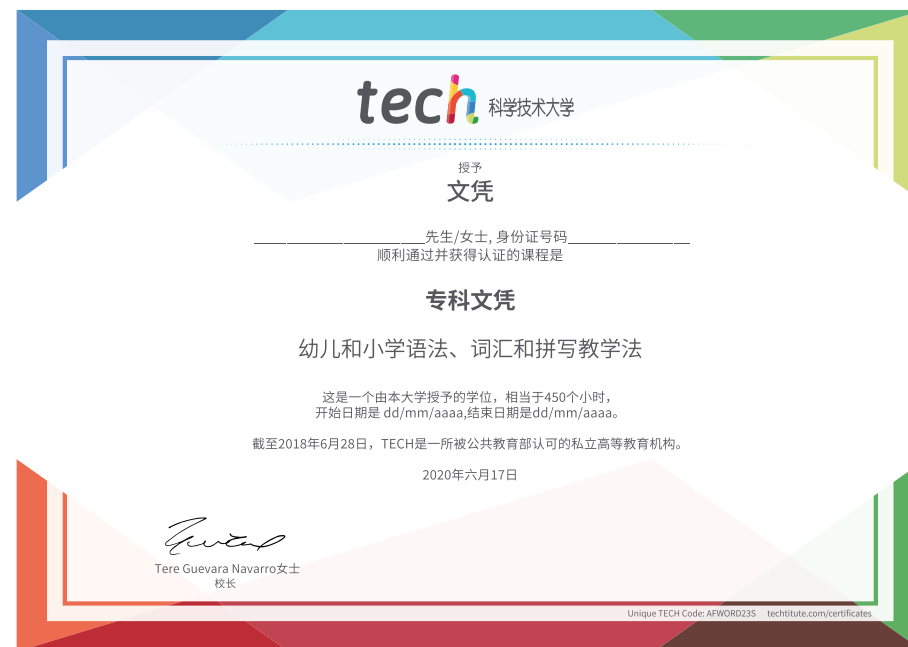 tech 科学技术大学
授予
文凭
______________________先生/女士, 身份证号码___________________
顺利通过并获得认证的课程是
专科文凭
幼儿和小学语法、词汇和拼写教学法
这是一个由本大学授予的学位，相当于450个小时，
开始日期是 dd/mm/aaaa,结束日期是dd/mm/aaaa。
截至2018年6月28日，TECH是一所被公共教育部认可的私立高等教育机构。
2020年六月17日
Tere Guevara Navarro女士
校长
Unique TECH Code: AFWORD23S techtitute.com/certificates